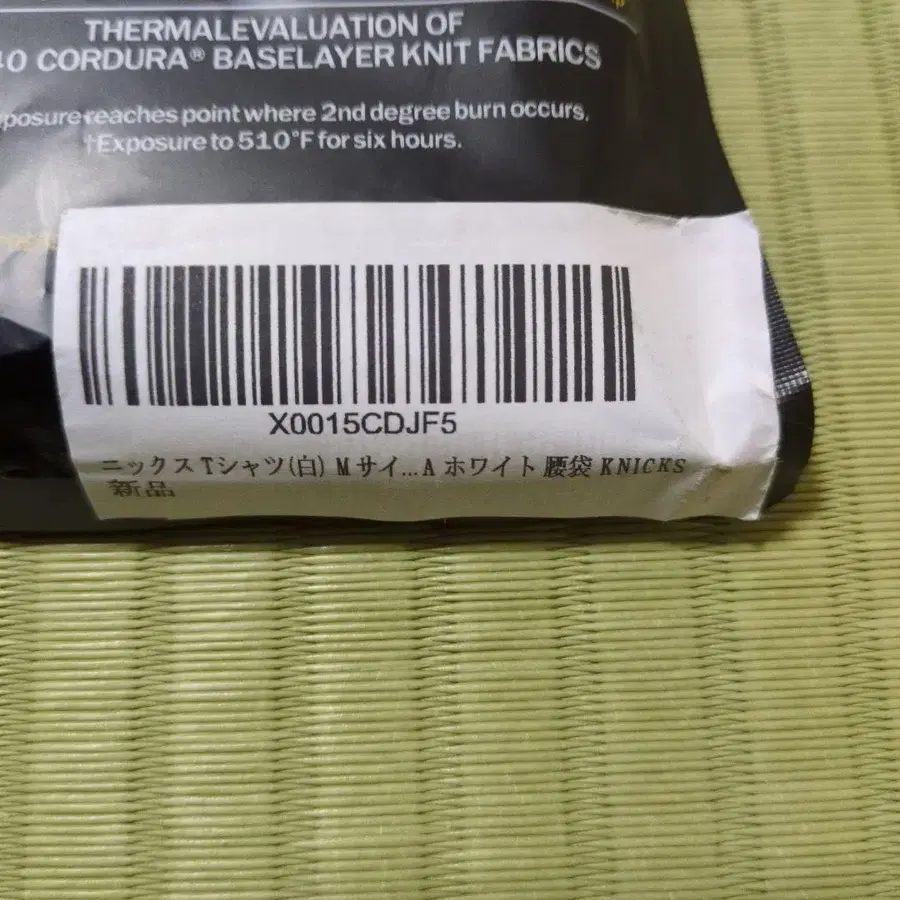 THERMALEVALUATION OF
40 CORDURA® BASELAYER KNIT FABRICS
posure reaches point where 2nd degree burn occurs.
†Exposure to 510°F for six hours.
X0015CDJF5
ニックス Tシャツ(白) M サイ...A ホワイト 腰袋 KNICKS
新品